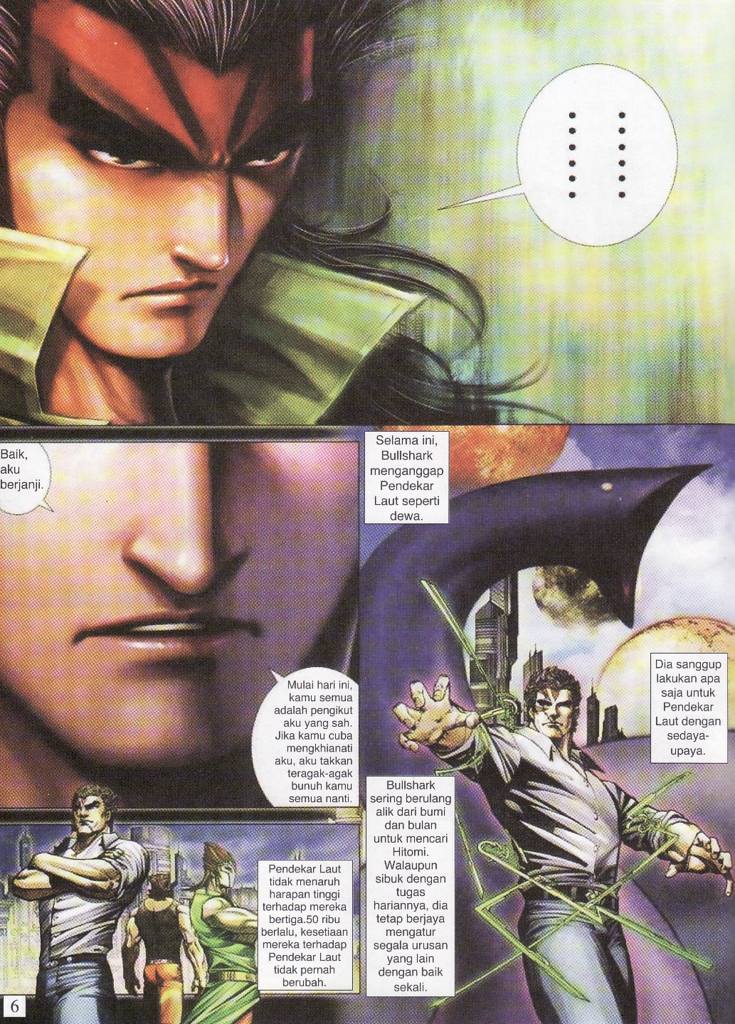 Baik,
aku
berjanji.
Mulai hari ini,
kamu semua
adalah pengikut
aku yang sah.
Jika kamu cuba
mengkhianati
aku, aku takkan
teragak-agak
bunuh kamu
semua nanti.
Selama ini,
Bullshark
menganggap
Pendekar
Laut seperti
dewa.
Dia sanggup
lakukan apa
saja untuk
Pendekar
Laut dengan
sedaya-
upaya.
Pendekar Laut
tidak menaruh
harapan tinggi
terhadap mereka
bertiga.50 ribu
berlalu, kesetiaan
mereka terhadap
Pendekar Laut
tidak pernah
berubah.
Bullshark
sering berulang
alik dari bumi
dan bulan
untuk mencari
Hitomi.
Walaupun
sibuk dengan
tugas
hariannya, dia
tetap berjaya
mengatur
segala urusan
yang lain
dengan baik
sekali.
6